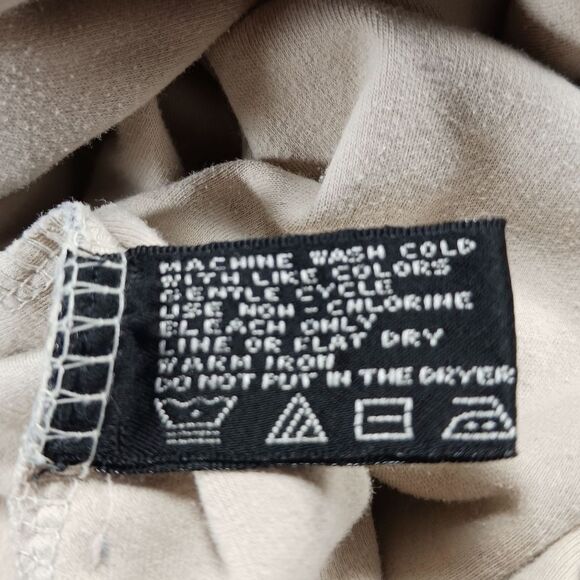 MACHINE WASH COLD
WITH LIKE COLORS
GENTLE CYCLE
USE NON-CHLORINE
BLEACH ONLY
LINE OR FLAT DRY
WARM IRON
DO NOT PUT IN THE DRYER